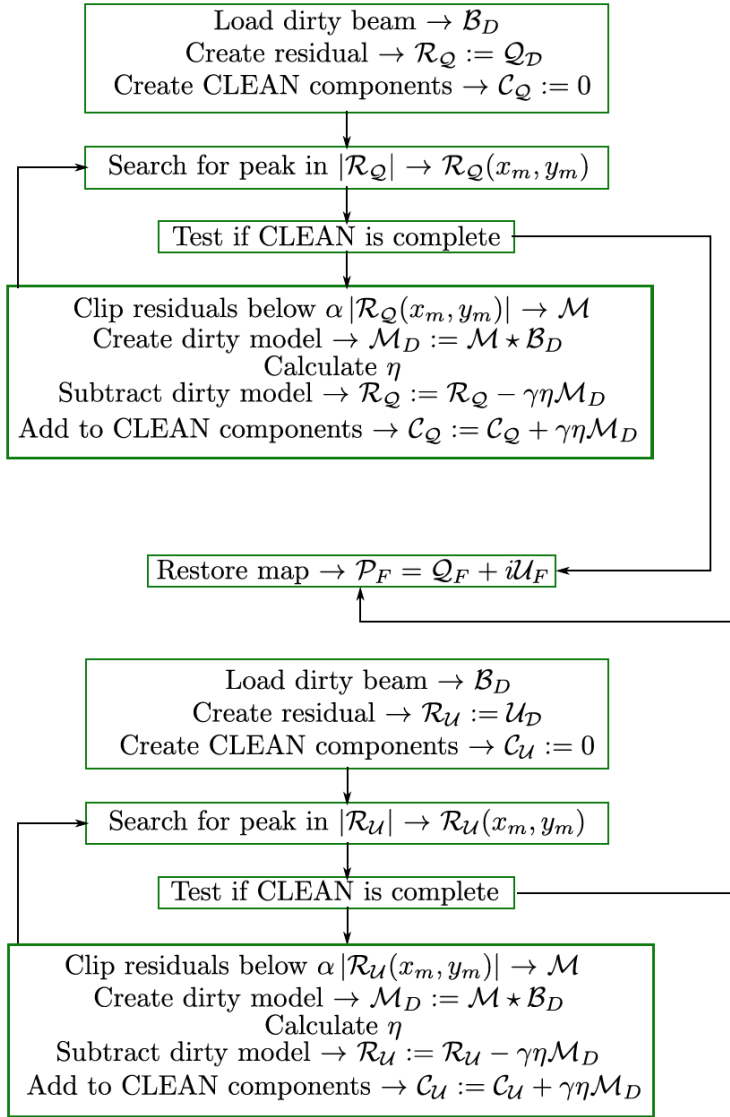 Load dirty beam → ℬ_D
Create residual → ℛ_𝒬 := 𝒬_𝒟
Create CLEAN components → 𝒞_𝒬 := 0
Search for peak in |ℛ_𝒬| → ℛ_𝒬(x_m, y_m)
Test if CLEAN is complete
Clip residuals below α |ℛ_𝒬(x_m, y_m)| → ℳ
Create dirty model → ℳ_D := ℳ ⋆ ℬ_D
Calculate η
Subtract dirty model → ℛ_𝒬 := ℛ_𝒬 − γηℳ_D
Add to CLEAN components → 𝒞_𝒬 := 𝒞_𝒬 + γηℳ_D
Restore map → 𝒫_F = 𝒬_F + i𝒰_F
Load dirty beam → ℬ_D
Create residual → ℛ_𝒰 := 𝒰_𝒟
Create CLEAN components → 𝒞_𝒰 := 0
Search for peak in |ℛ_𝒰| → ℛ_𝒰(x_m, y_m)
Test if CLEAN is complete
Clip residuals below α |ℛ_𝒰(x_m, y_m)| → ℳ
Create dirty model → ℳ_D := ℳ ⋆ ℬ_D
Calculate η
Subtract dirty model → ℛ_𝒰 := ℛ_𝒰 − γηℳ_D
Add to CLEAN components → 𝒞_𝒰 := 𝒞_𝒰 + γηℳ_D